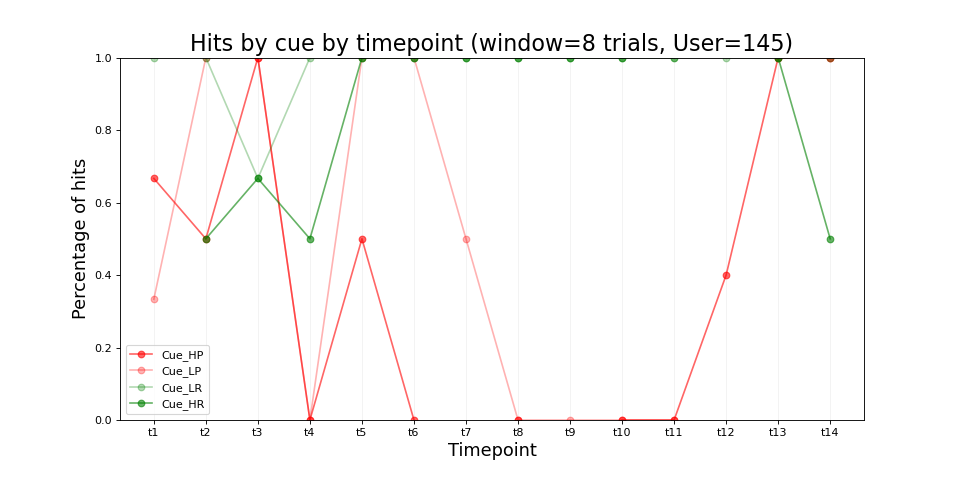 Hits by cue by timepoint (window=8 trials, User=145)
Percentage of hits
1.0
0.8
0.6
0.4
0.2
0.0
Cue_HP
Cue_LP
Cue_LR
Cue_HR
t1 t2 t3 t4 t5 t6 t7 t8 t9 t10 t11 t12 t13 t14
Timepoint